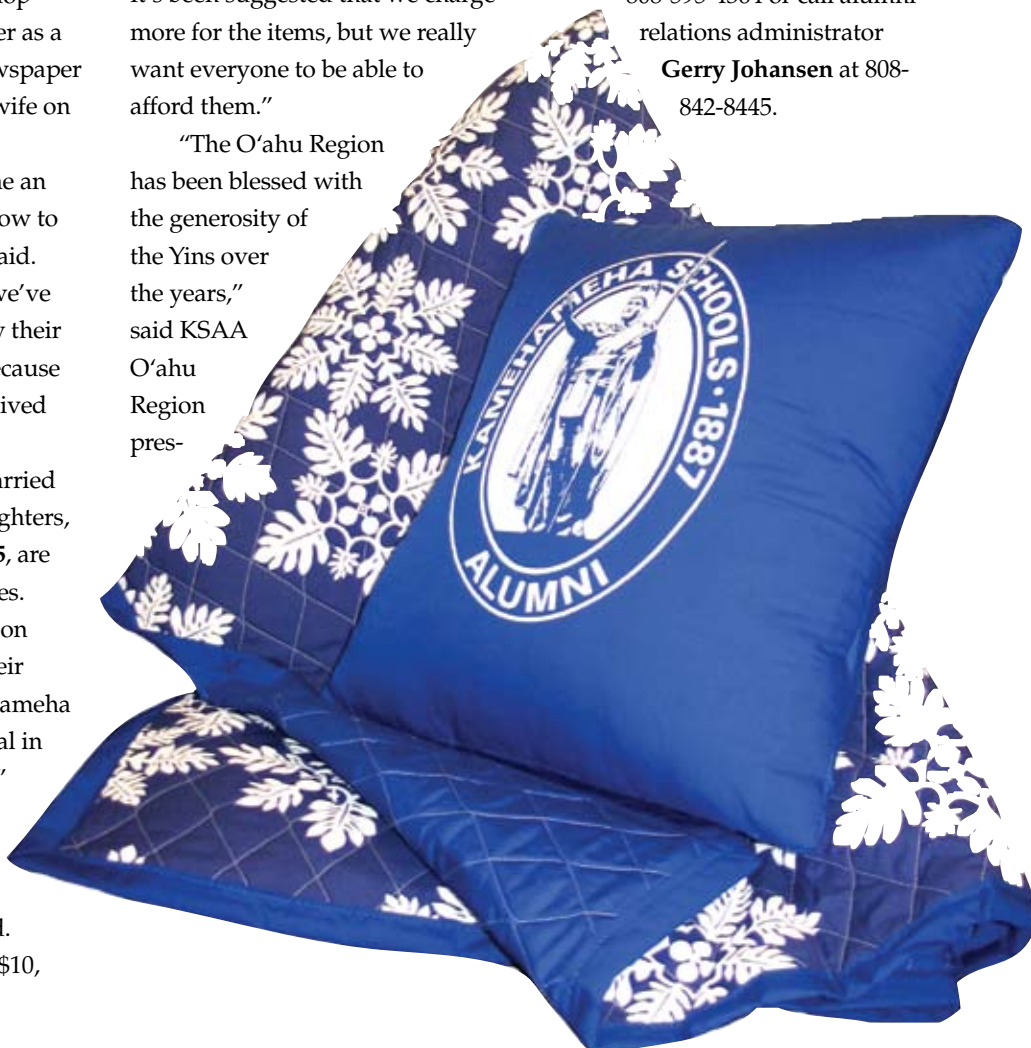 er as a
wspaper
wife on
an
ow to
aid.
we've
their
ecause
ived
arried
ghters,
5, are
es.
on
eir
ameha
al in
”
$10,
It's been suggested that we charge
more for the items, but we really
want everyone to be able to
afford them.”
“The O‘ahu Region
has been blessed with
the generosity of
the Yins over
the years,”
said KSAA
O‘ahu
Region
pres-
or call alumni
relations administrator
Gerry Johansen at 808-
842-8445.
KAMEHAMEHA SCHOOLS · 1887
ALUMNI